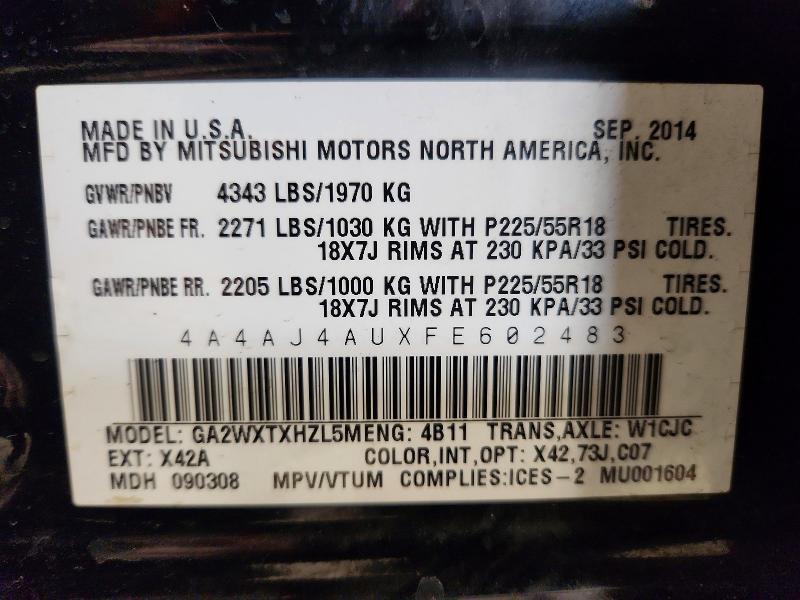 MADE IN U.S.A. SEP. 2014
MFD BY MITSUBISHI MOTORS NORTH AMERICA, INC.
GVWR/PNBV 4343 LBS/1970 KG
GAWR/PNBE FR. 2271 LBS/1030 KG WITH P225/55R18 TIRES.
18X7J RIMS AT 230 KPA/33 PSI COLD.
GAWR/PNBE RR. 2205 LBS/1000 KG WITH P225/55R18 TIRES.
18X7J RIMS AT 230 KPA/33 PSI COLD.
4A4AJ4AUXFE602483
MODEL: GA2WXTXHZL5MENG: 4B11 TRANS,AXLE: W1CJC
EXT: X42A COLOR,INT,OPT: X42,73J,C07
MDH 090308 MPV/VTUM COMPLIES:ICES-2 MU001604